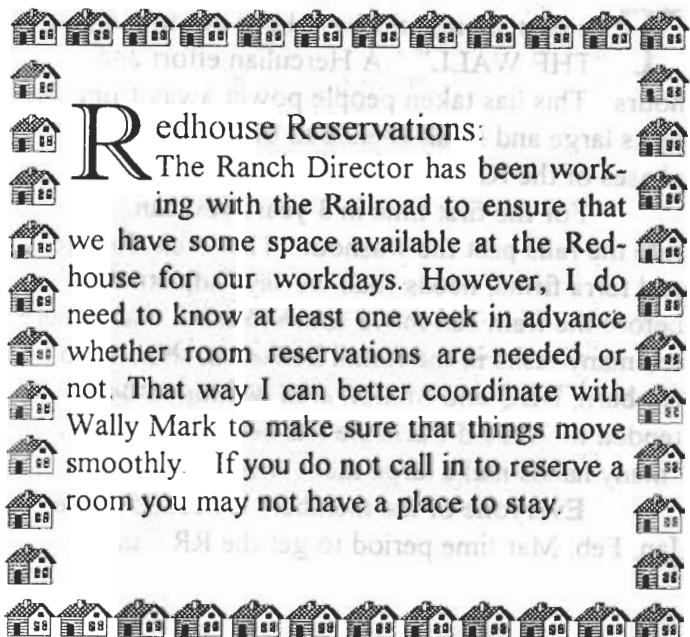 Redhouse Reservations:
The Ranch Director has been work-
ing with the Railroad to ensure that
we have some space available at the Red-
house for our workdays. However, I do
need to know at least one week in advance
whether room reservations are needed or
not. That way I can better coordinate with
Wally Mark to make sure that things move
smoothly. If you do not call in to reserve a
room you may not have a place to stay.